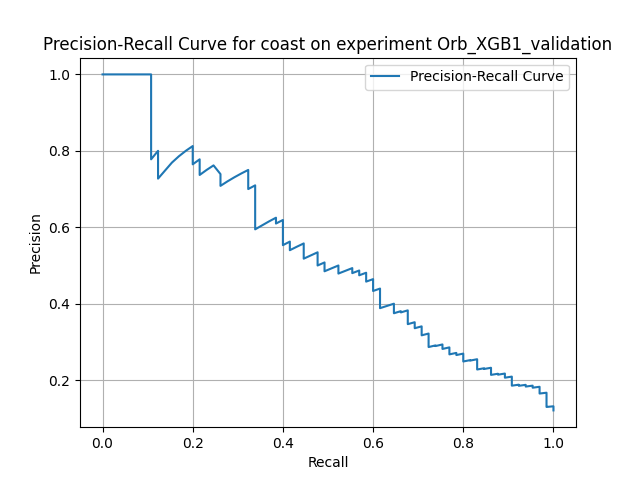 Precision-Recall Curve for coast on experiment Orb_XGB1_validation
Precision-Recall Curve
1.0
0.8
0.6
0.4
0.2
Precision
0.0 0.2 0.4 0.6 0.8 1.0
Recall